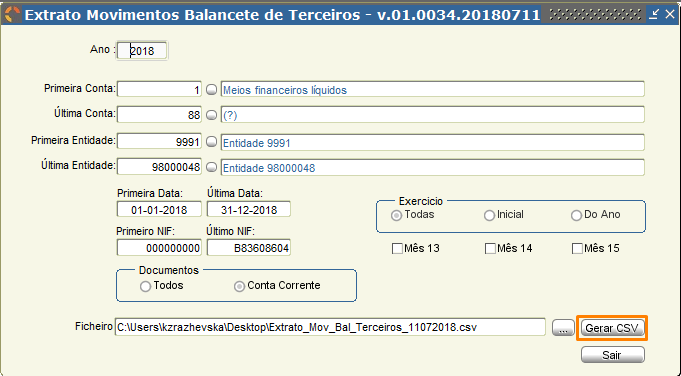 Extrato Movimentos Balancete de Terceiros - v.01.0034.20180711
Ano : 2018
Primeira Conta: 1 Meios financeiros líquidos
Última Conta: 88 (?)
Primeira Entidade: 9991 Entidade 9991
Última Entidade: 98000048 Entidade 98000048
Primeira Data: Última Data:
01-01-2018 31-12-2018
Exercicio
Todas Inicial Do Ano
Primeiro NIF: Último NIF:
000000000 B83608604
Mês 13 Mês 14 Mês 15
Documentos
Todos Conta Corrente
Ficheiro C:\Users\kzrazhevska\Desktop\Extrato_Mov_Bal_Terceiros_11072018.csv ... Gerar CSV
Sair